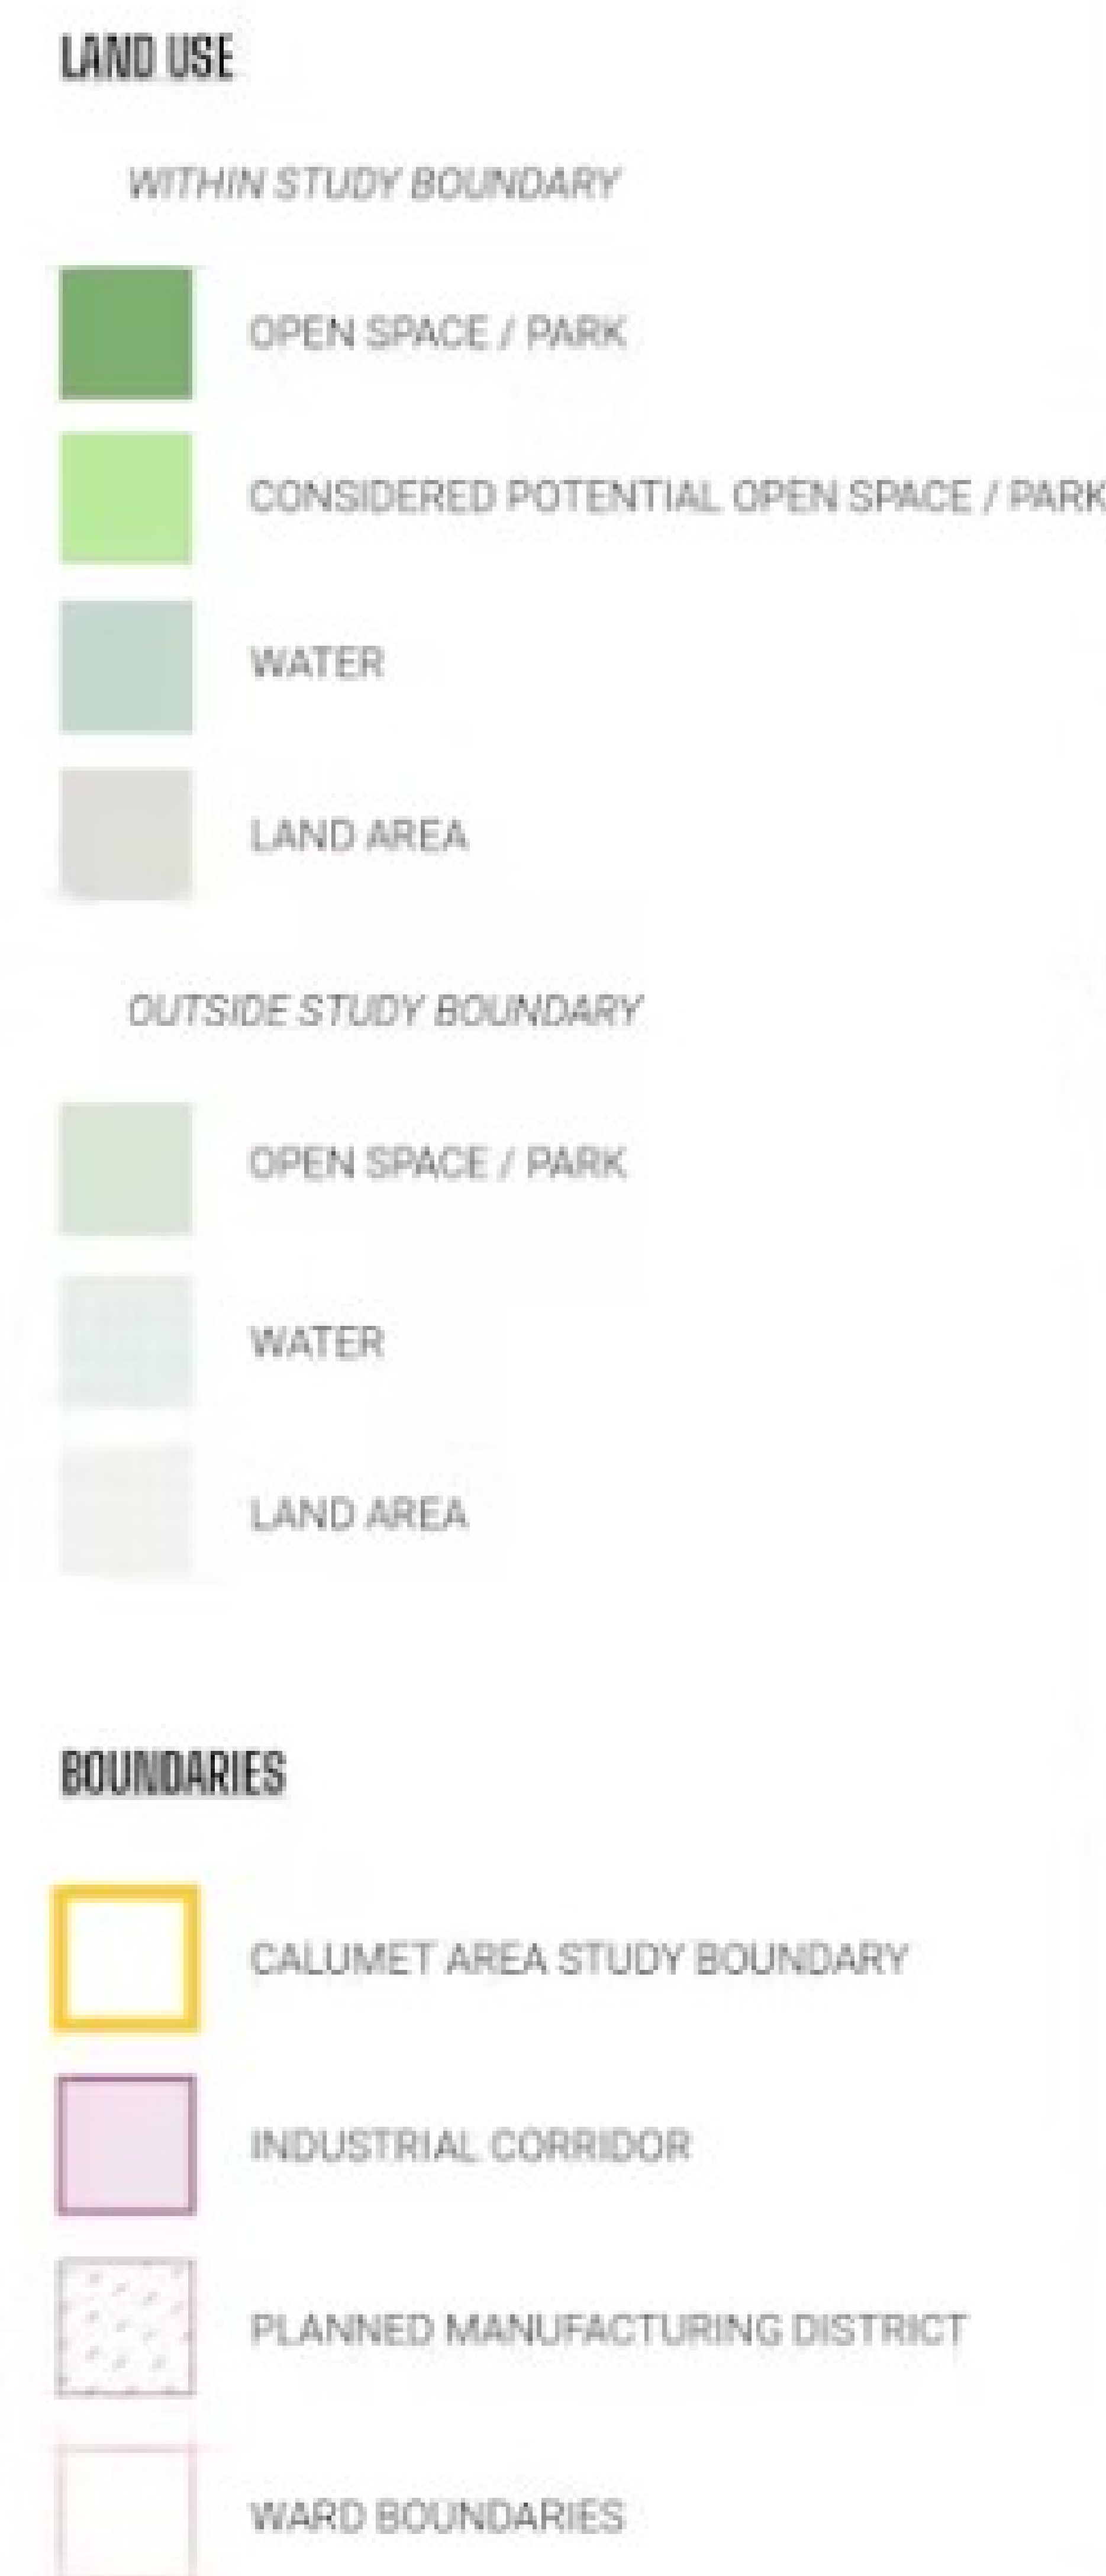 LAND USE
WITHIN STUDY BOUNDARY
OPEN SPACE / PARK
CONSIDERED POTENTIAL OPEN SPACE / PARK
WATER
LAND AREA
OUTSIDE STUDY BOUNDARY
OPEN SPACE / PARK
WATER
LAND AREA
BOUNDARIES
CALUMET AREA STUDY BOUNDARY
INDUSTRIAL CORRIDOR
PLANNED MANUFACTURING DISTRICT
WARD BOUNDARIES